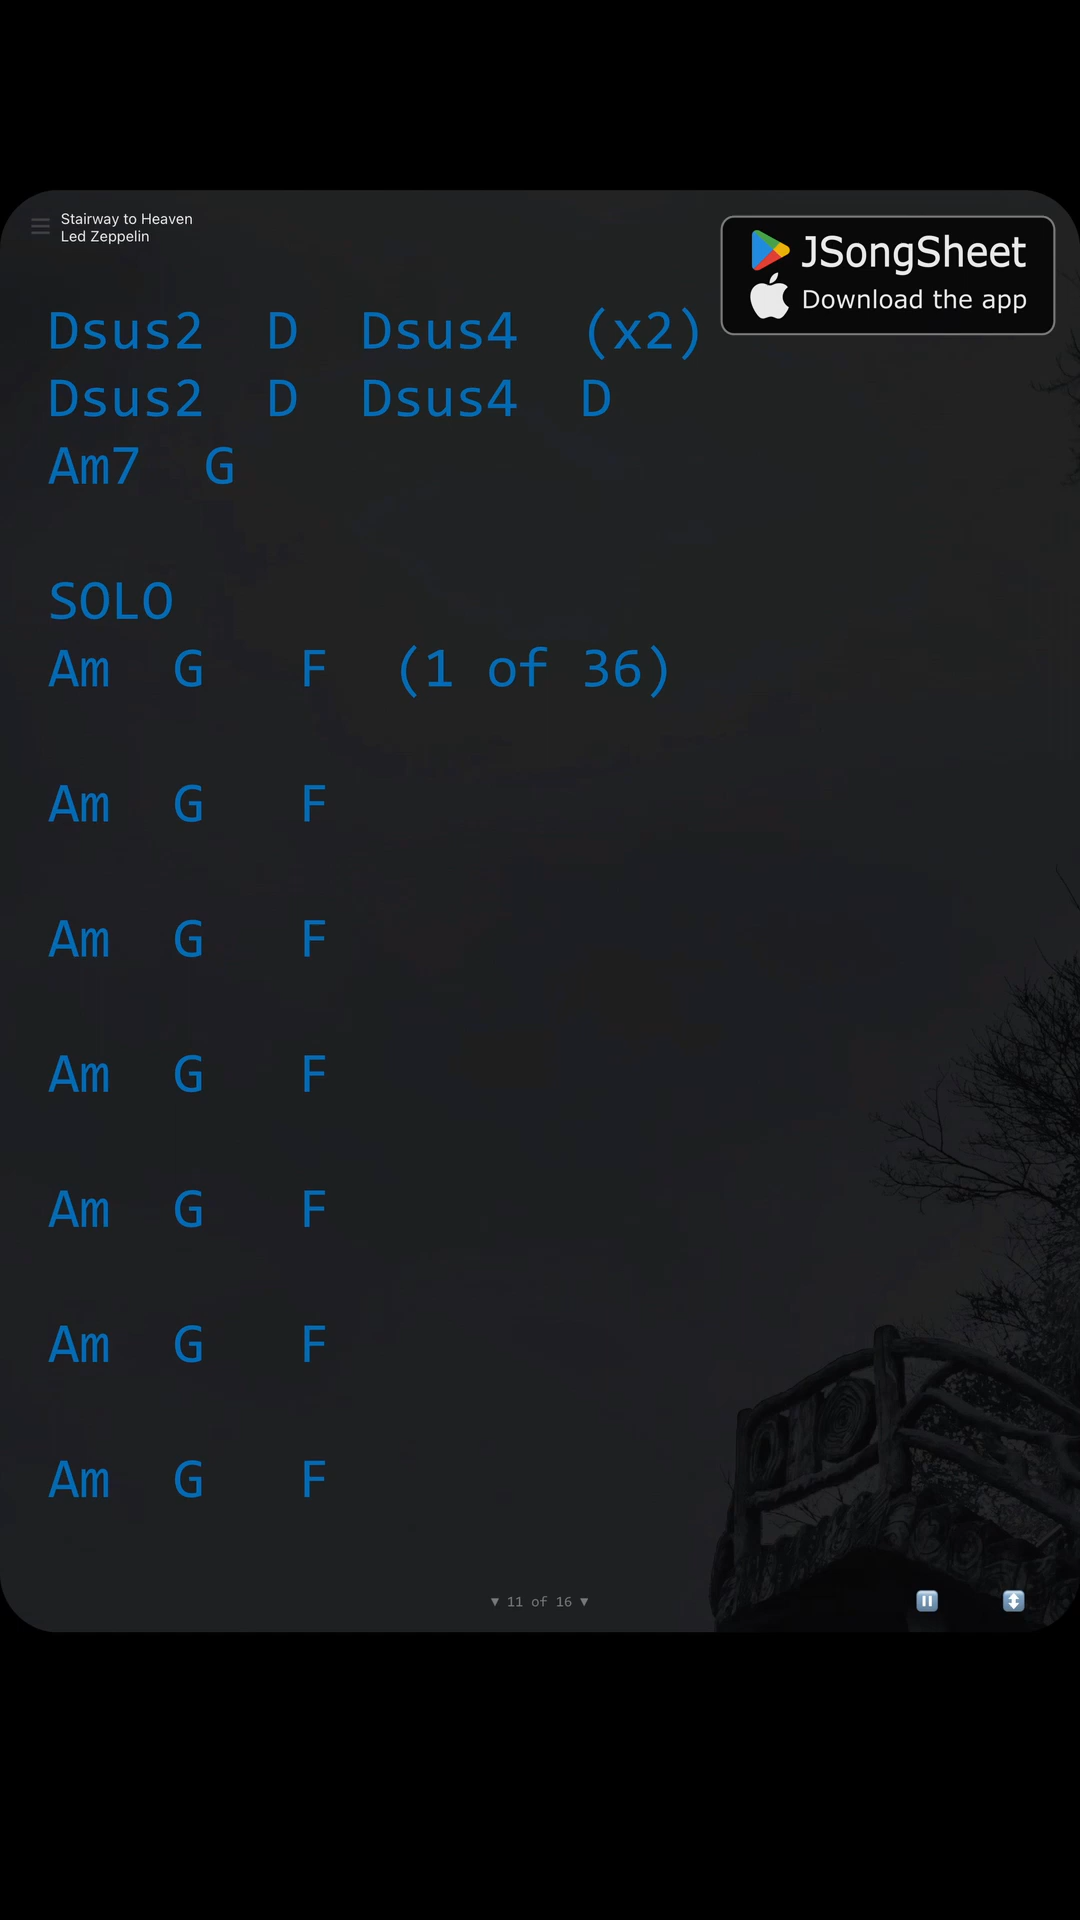 Stairway to Heaven
Led Zeppelin
JSongSheet
Download the app
Dsus2  D  Dsus4  (x2)
Dsus2  D  Dsus4  D
Am7  G
SOLO
Am  G   F  (1 of 36)
Am  G   F
Am  G   F
Am  G   F
Am  G   F
Am  G   F
Am  G   F
▼ 11 of 16 ▼